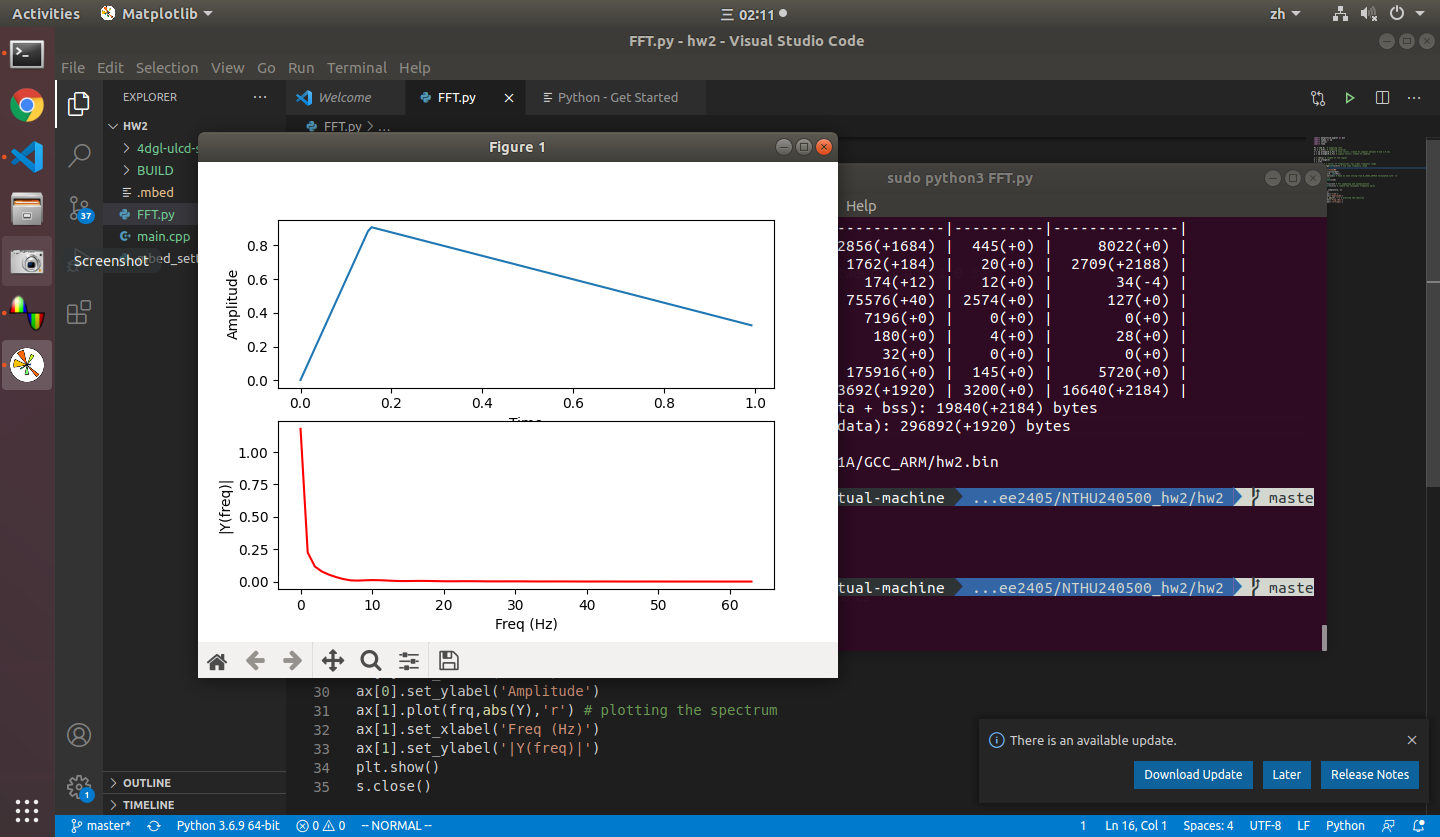 Activities Matplotlib 三 02:11 zh
FFT.py - hw2 - Visual Studio Code
File Edit Selection View Go Run Terminal Help
EXPLORER ··· Welcome FFT.py Python - Get Started
HW2
FFT.py > ...
4dgl-ulcd-s
BUILD
.mbed
37
FFT.py
main.cpp
Screenshot
Figure 1
0.8
0.6
0.4
0.2
0.0
Amplitude
0.0 0.2 0.4 0.6 0.8 1.0
1.00
0.75
0.50
0.25
0.00
|Y(freq)|
0 10 20 30 40 50 60
Freq (Hz)
sudo python3 FFT.py
Help
------------|----------|--------------|
2856(+1684) | 445(+0) | 8022(+0) |
1762(+184) | 20(+0) | 2709(+2188) |
174(+12) | 12(+0) | 34(-4) |
75576(+40) | 2574(+0) | 127(+0) |
7196(+0) | 0(+0) | 0(+0) |
180(+0) | 4(+0) | 28(+0) |
32(+0) | 0(+0) | 0(+0) |
175916(+0) | 145(+0) | 5720(+0) |
3692(+1920) | 3200(+0) | 16640(+2184) |
ta + bss): 19840(+2184) bytes
data): 296892(+1920) bytes
1A/GCC_ARM/hw2.bin
tual-machine ...ee2405/NTHU240500_hw2/hw2 maste
tual-machine ...ee2405/NTHU240500_hw2/hw2 maste
30 ax[0].set_ylabel('Amplitude')
31 ax[1].plot(frq,abs(Y),'r') # plotting the spectrum
32 ax[1].set_xlabel('Freq (Hz)')
33 ax[1].set_ylabel('|Y(freq)|')
34 plt.show()
35 s.close()
There is an available update.
Download Update Later Release Notes
OUTLINE
1
TIMELINE
master* Python 3.6.9 64-bit 0 0 -- NORMAL -- 1 Ln 16, Col 1 Spaces: 4 UTF-8 LF Python